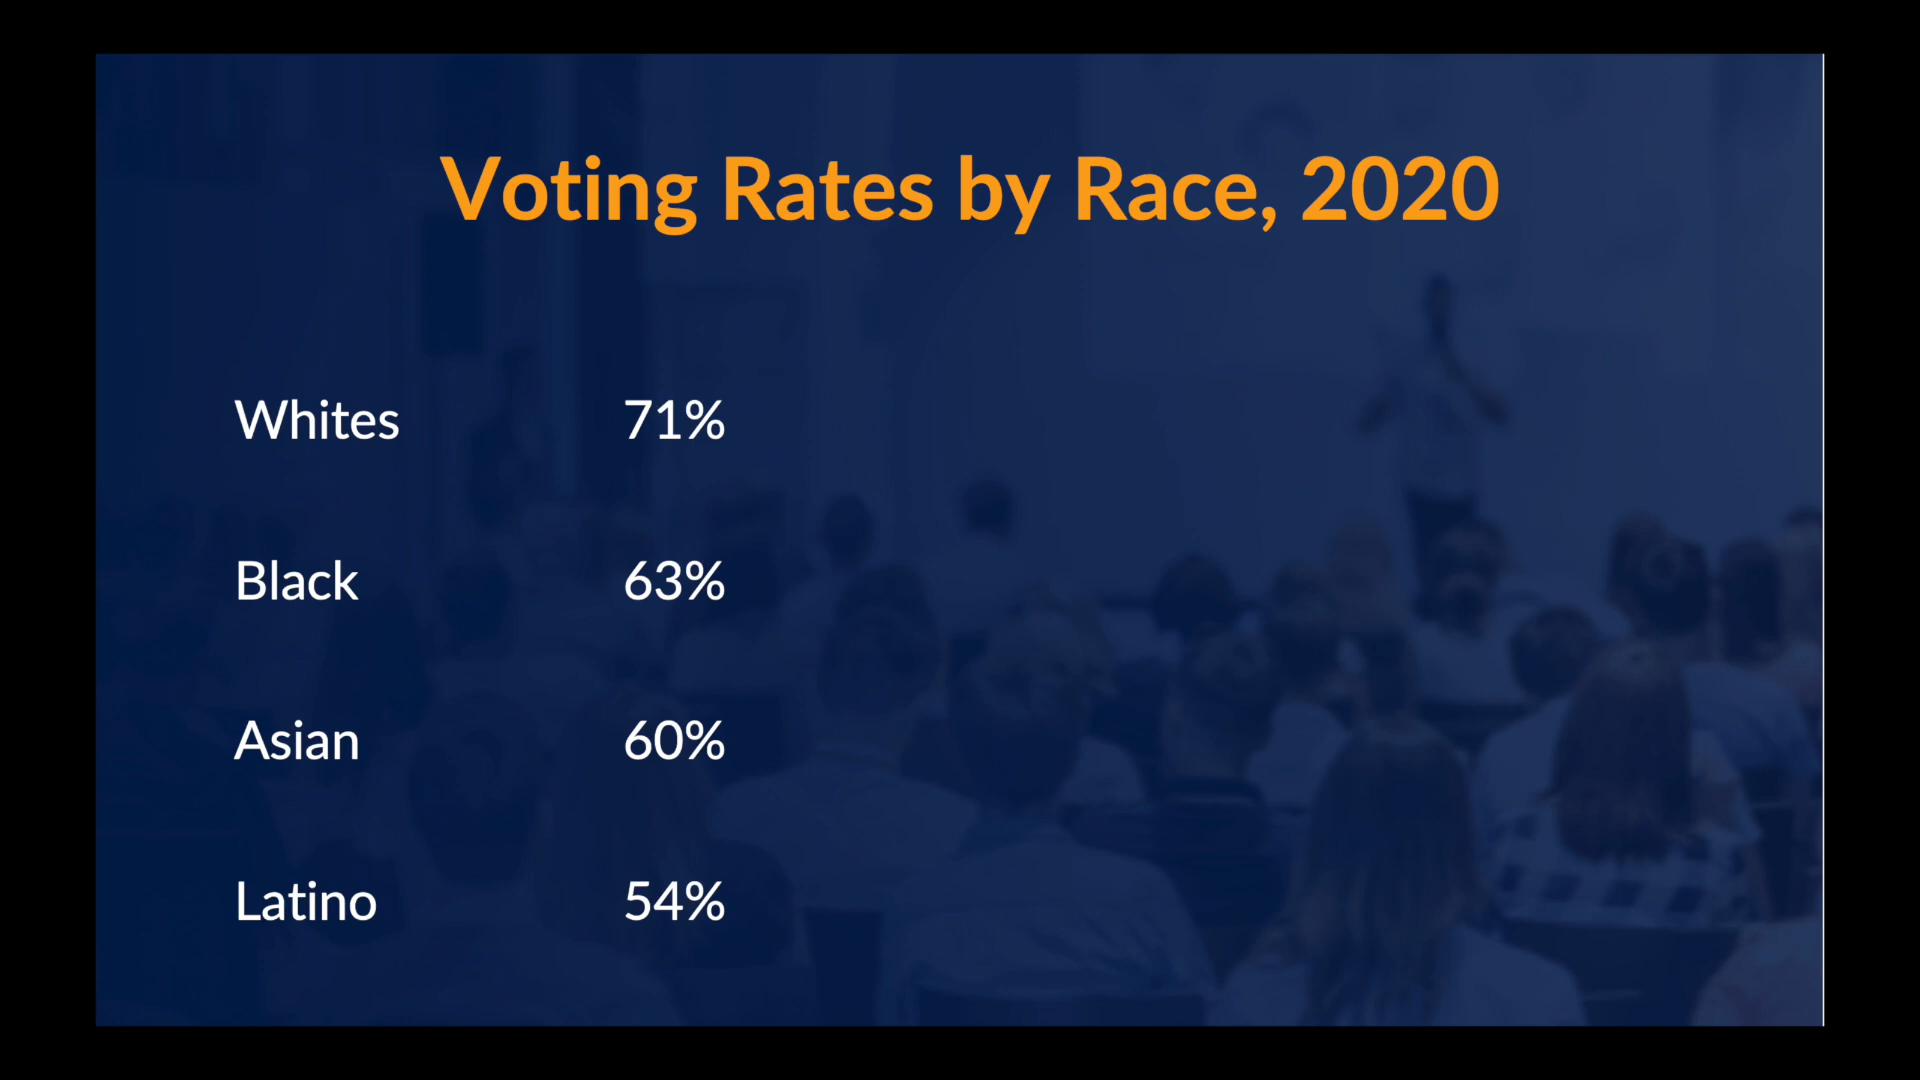 Voting Rates by Race, 2020
Whites 71%
Black 63%
Asian 60%
Latino 54%